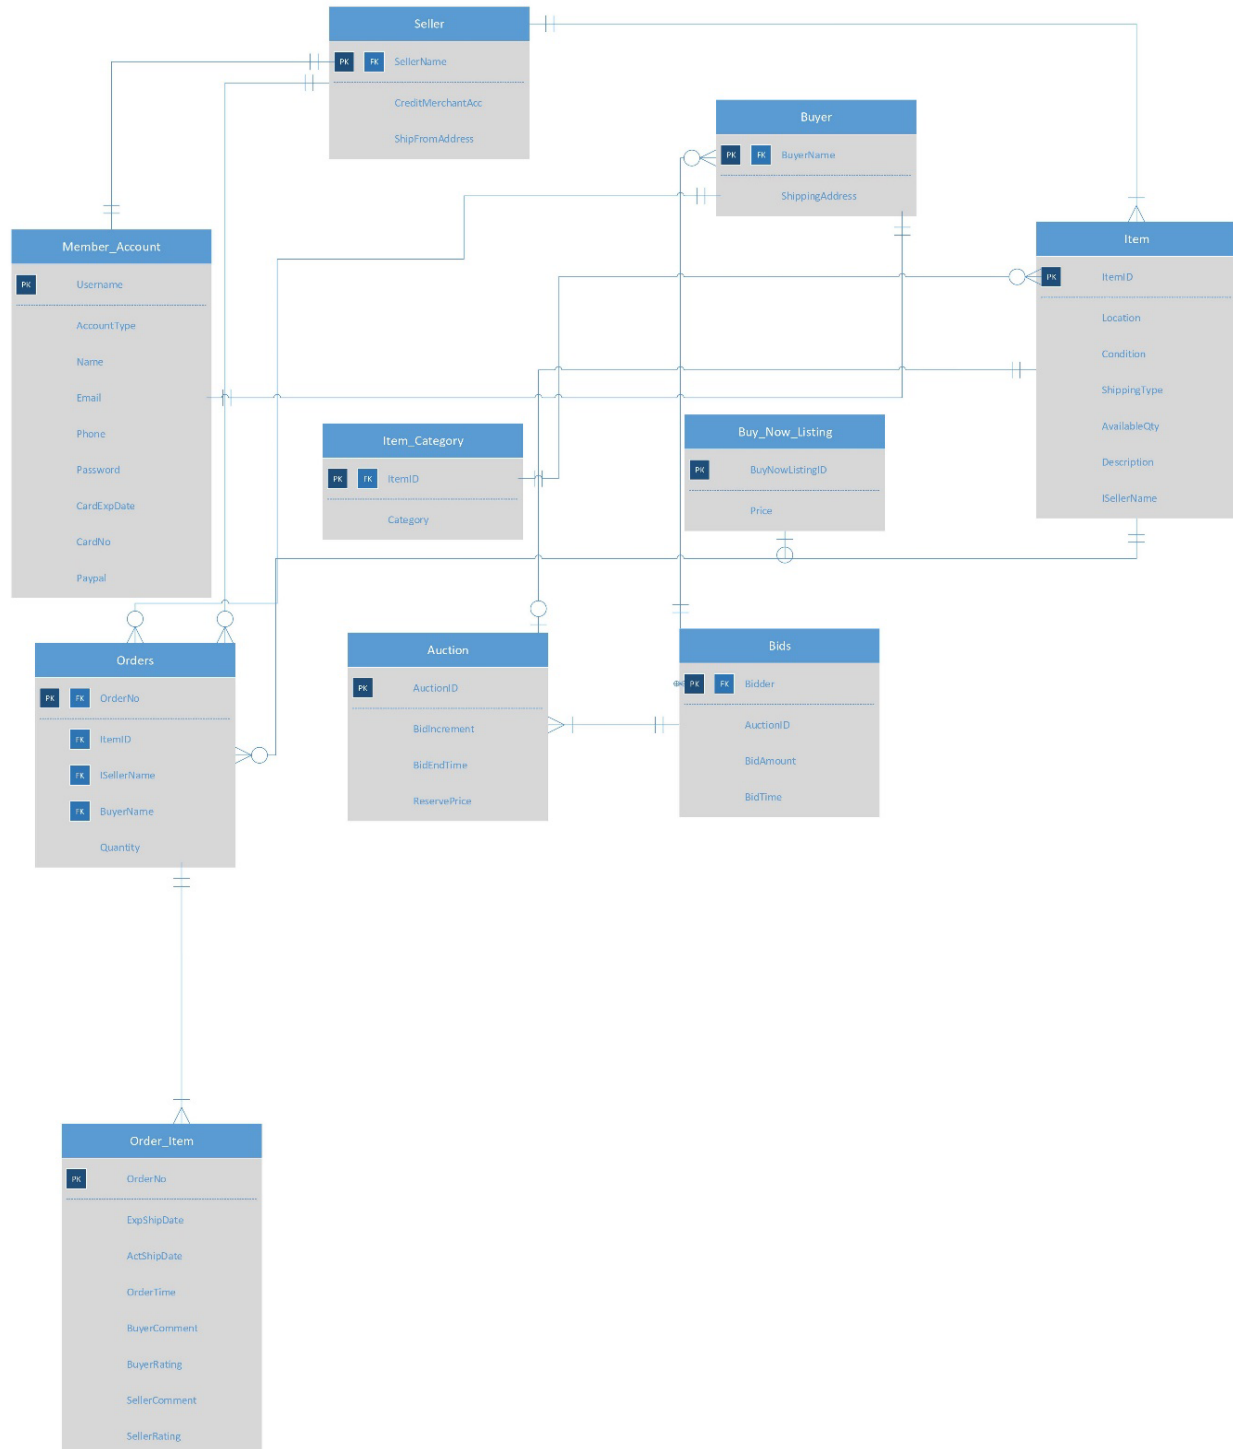 Seller
PK FK SellerName
CreditMerchantAcc
ShipFromAddress
Buyer
PK FK BuyerName
ShippingAddress
Member_Account
PK Username
AccountType
Name
Email
Phone
Password
CardExpDate
CardNo
Paypal
Item
PK ItemID
Location
Condition
ShippingType
AvailableQty
Description
ISellerName
Item_Category
PK FK ItemID
Category
Buy_Now_Listing
PK BuyNowListingID
Price
Orders
PK FK OrderNo
FK ItemID
FK ISellerName
FK BuyerName
Quantity
Auction
PK AuctionID
BidIncrement
BidEndTime
ReservePrice
Bids
PK FK Bidder
AuctionID
BidAmount
BidTime
Order_Item
PK OrderNo
ExpShipDate
ActShipDate
OrderTime
BuyerComment
BuyerRating
SellerComment
SellerRating